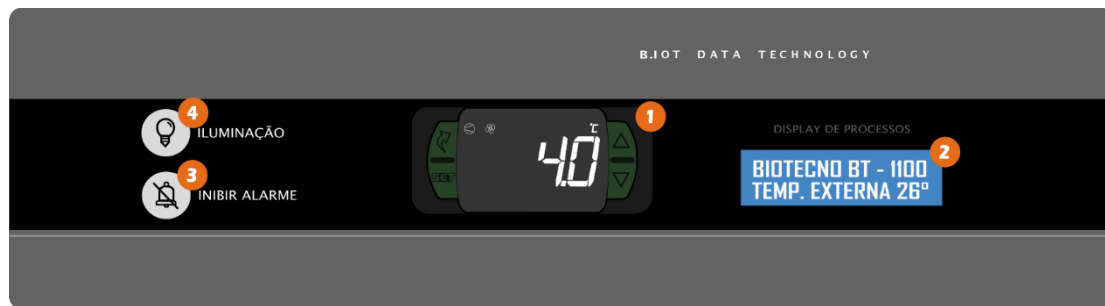 B.IOT DATA TECHNOLOGY
4
ILUMINAÇÃO
3
INIBIR ALARME
SET
°C
4.0
1
DISPLAY DE PROCESSOS
2
BIOTECNO BT - 1100
TEMP. EXTERNA 26°